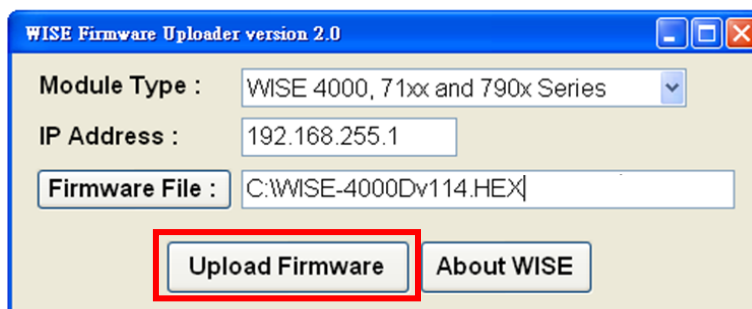 WISE Firmware Uploader version 2.0
Module Type : WISE 4000, 71xx and 790x Series
IP Address : 192.168.255.1
Firmware File : C:\WISE-4000Dv114.HEX
Upload Firmware About WISE